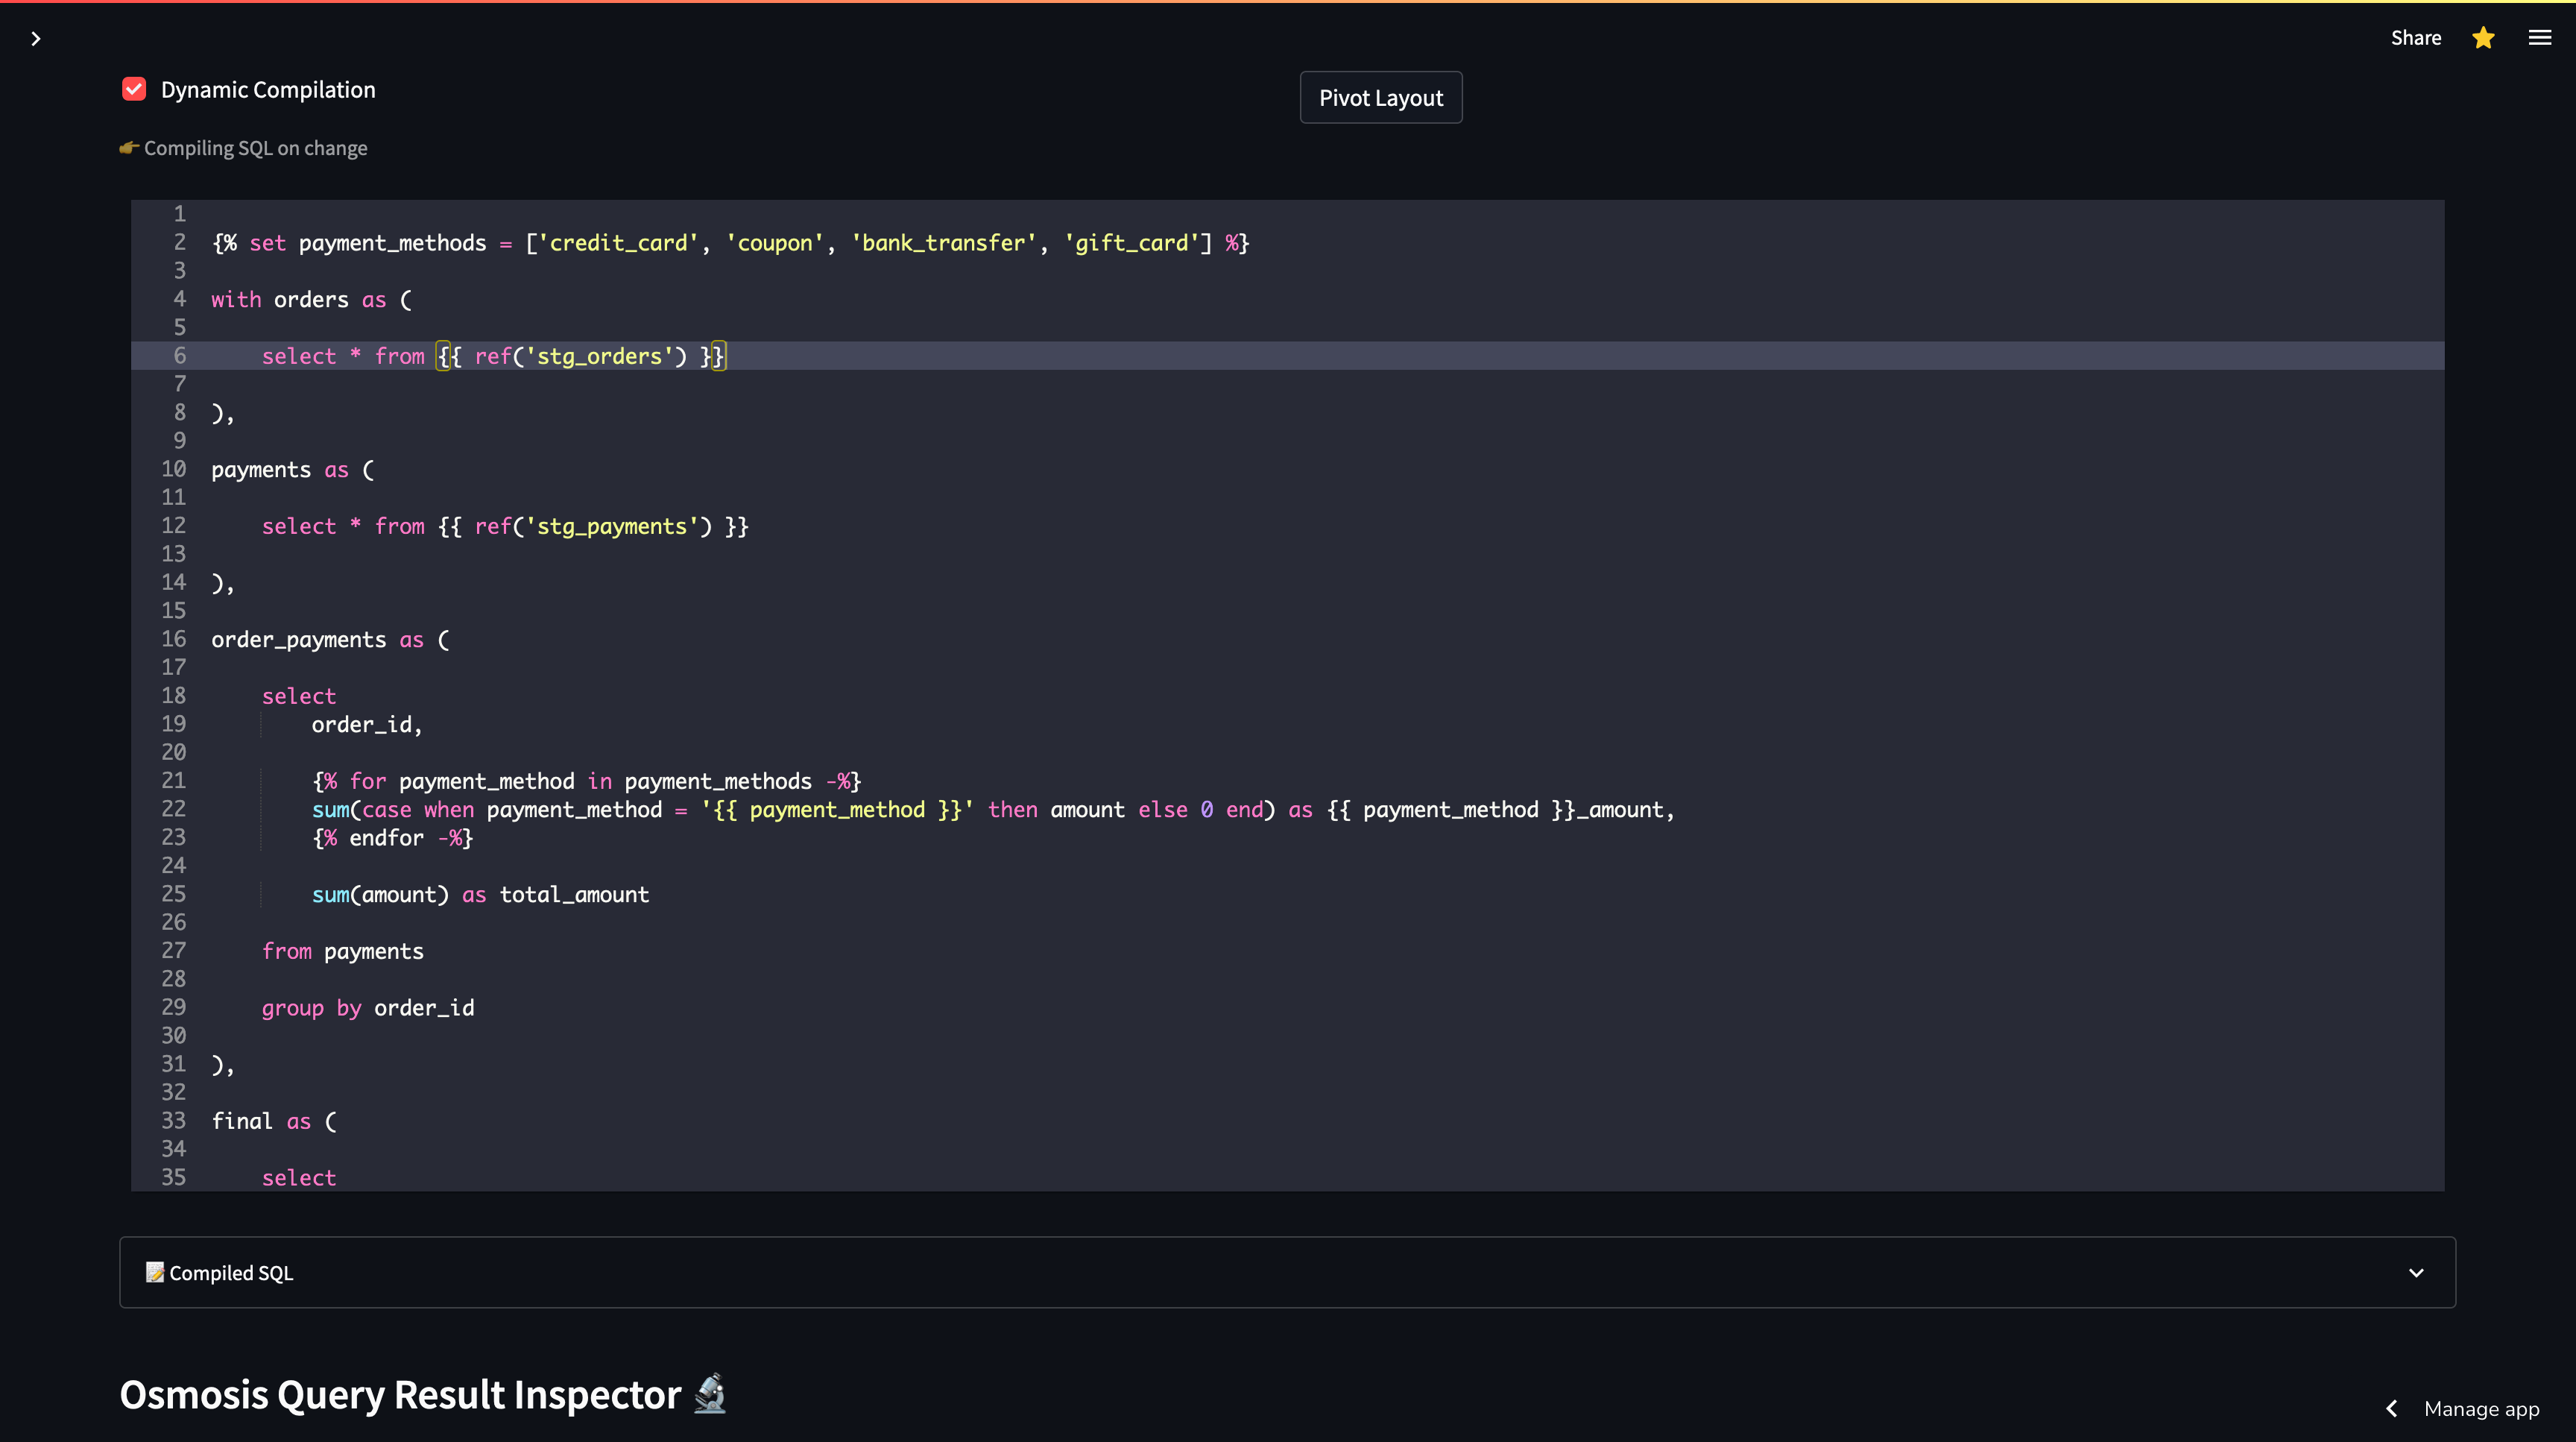 Share
Dynamic Compilation
Pivot Layout
Compiling SQL on change
1
2 {% set payment_methods = ['credit_card', 'coupon', 'bank_transfer', 'gift_card'] %}
3
4 with orders as (
5
6     select * from {{ ref('stg_orders') }}
7
8 ),
9
10 payments as (
11
12     select * from {{ ref('stg_payments') }}
13
14 ),
15
16 order_payments as (
17
18     select
19         order_id,
20
21         {% for payment_method in payment_methods -%}
22         sum(case when payment_method = '{{ payment_method }}' then amount else 0 end) as {{ payment_method }}_amount,
23         {% endfor -%}
24
25         sum(amount) as total_amount
26
27     from payments
28
29     group by order_id
30
31 ),
32
33 final as (
34
35     select
Compiled SQL
Osmosis Query Result Inspector
Manage app